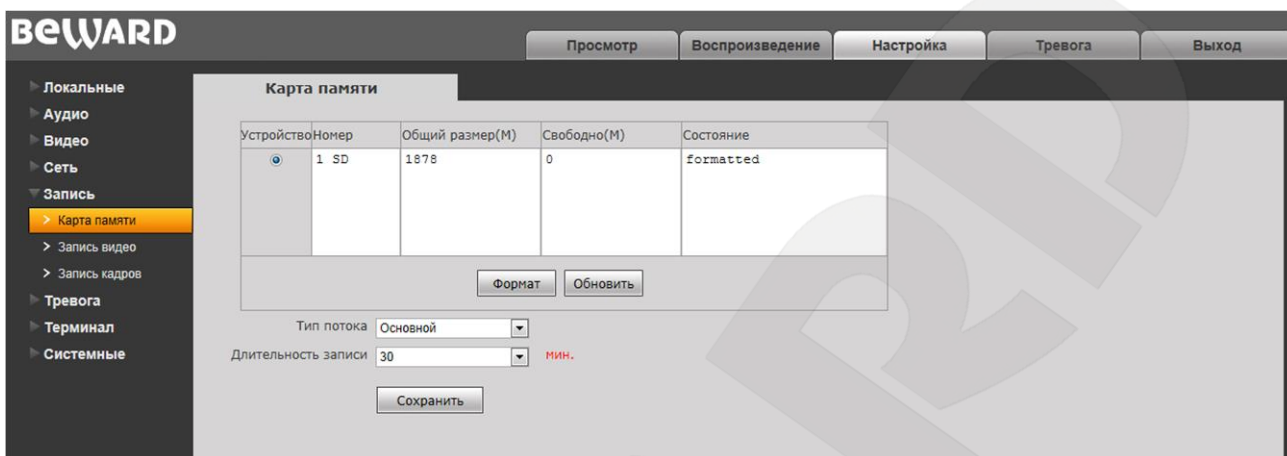 BEWARD
Просмотр Воспроизведение Настройка Тревога Выход
Локальные
Аудио
Видео
Сеть
Запись
> Карта памяти
> Запись видео
> Запись кадров
Тревога
Терминал
Системные
Карта памяти
Устройство Номер Общий размер(M) Свободно(M) Состояние
1 SD 1878 0 formatted
Формат Обновить
Тип потока Основной
Длительность записи 30 мин.
Сохранить